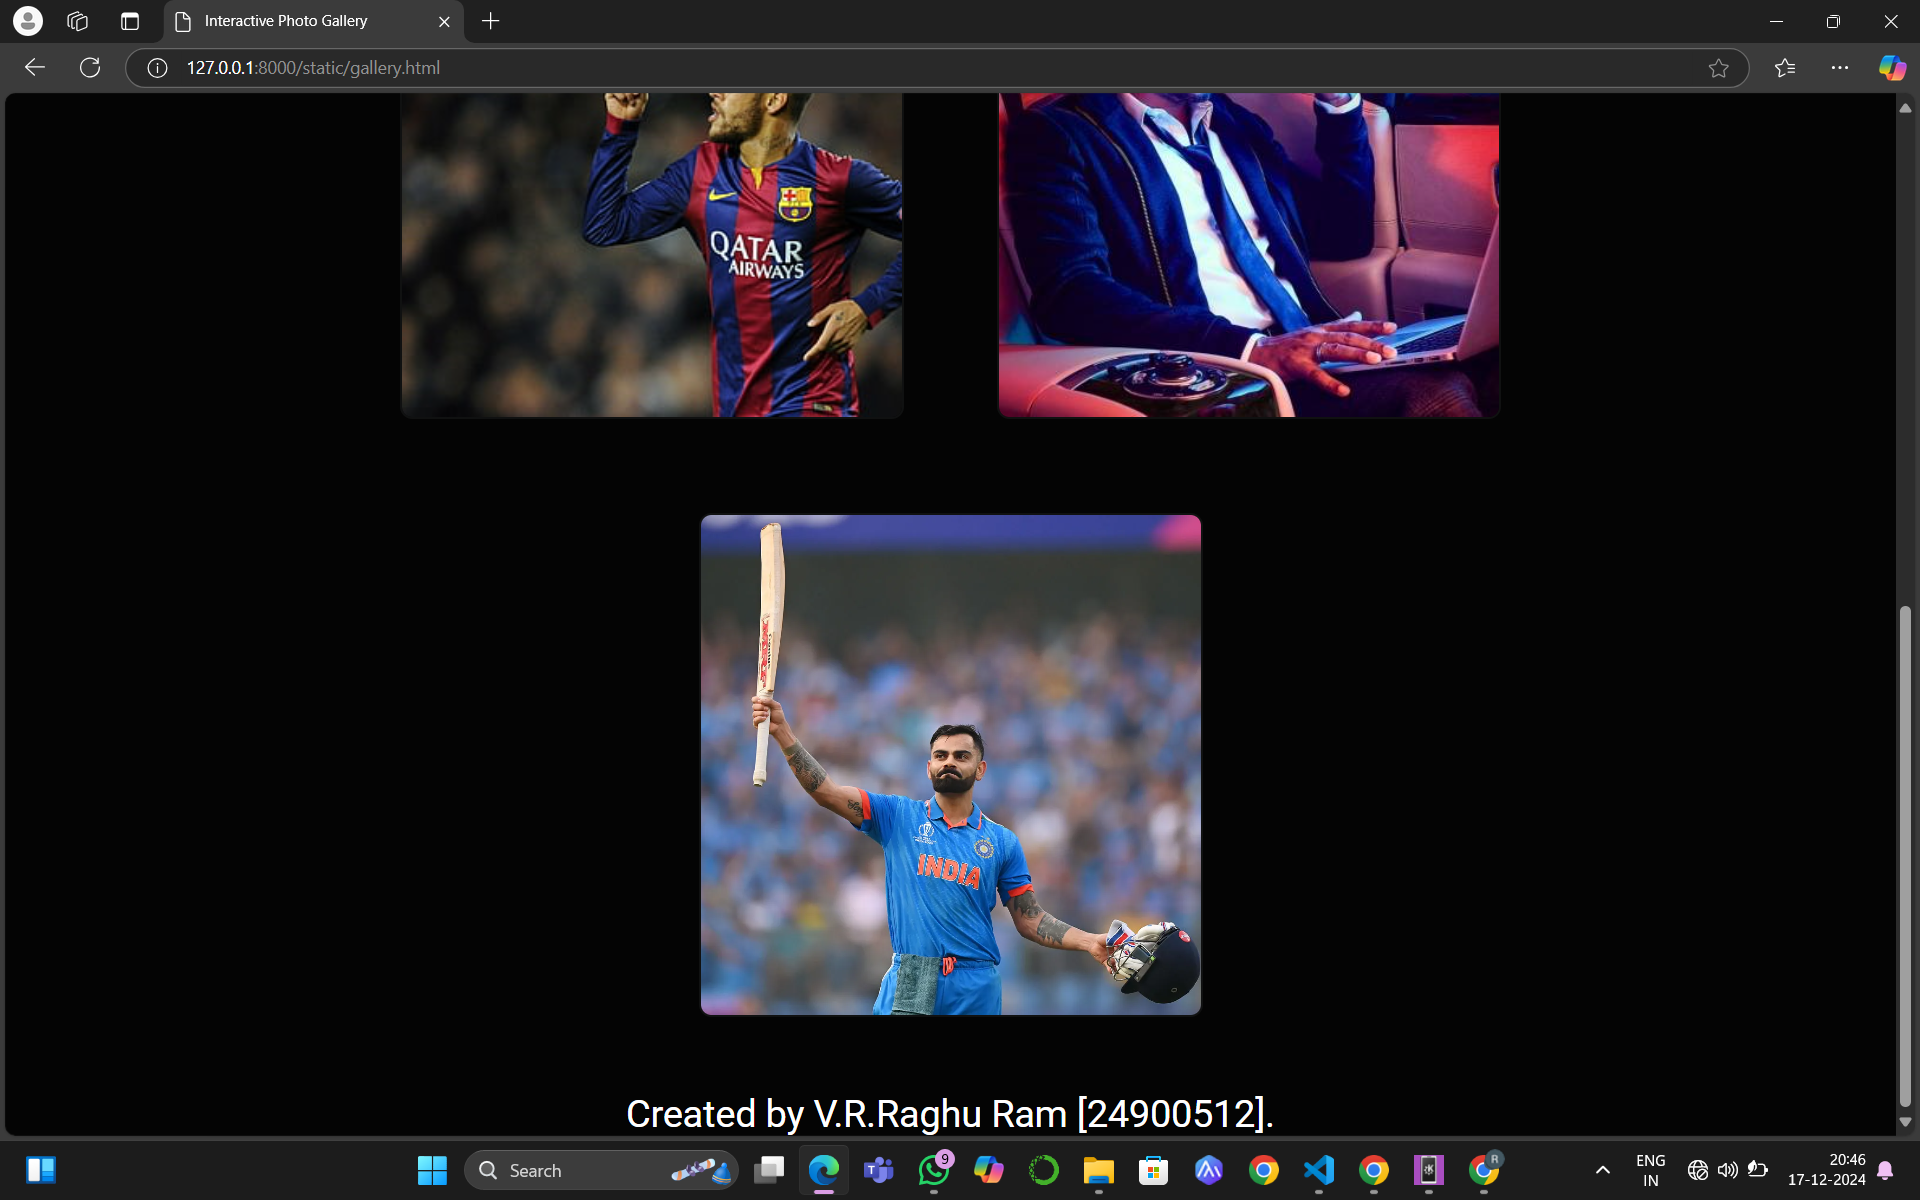 Interactive Photo Gallery
127.0.0.1:8000/static/gallery.html
QATAR
AIRWAYS
INDIA
Created by V.R.Raghu Ram [24900512].
Search
9
R
ENG
IN
20:46
17-12-2024